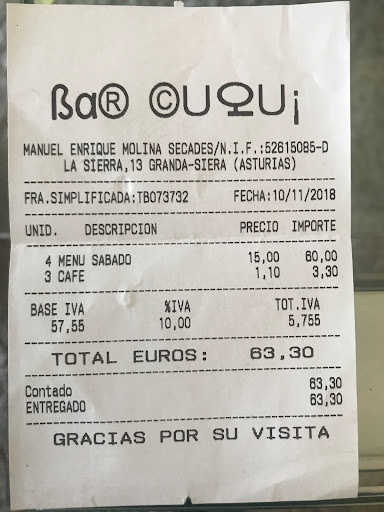 ßa® ©UQU¡
MANUEL ENRIQUE MOLINA SECADES/N.I.F.:52615085-D
LA SIERRA,13 GRANDA-SIERA (ASTURIAS)
FRA.SIMPLIFICADA:TB073732 FECHA:10/11/2018
UNID. DESCRIPCION PRECIO IMPORTE
4 MENU SABADO 15,00 60,00
3 CAFE 1,10 3,30
BASE IVA %IVA TOT.IVA
57,55 10,00 5,755
TOTAL EUROS: 63,30
Contado 63,30
ENTREGADO 63,30
GRACIAS POR SU VISITA